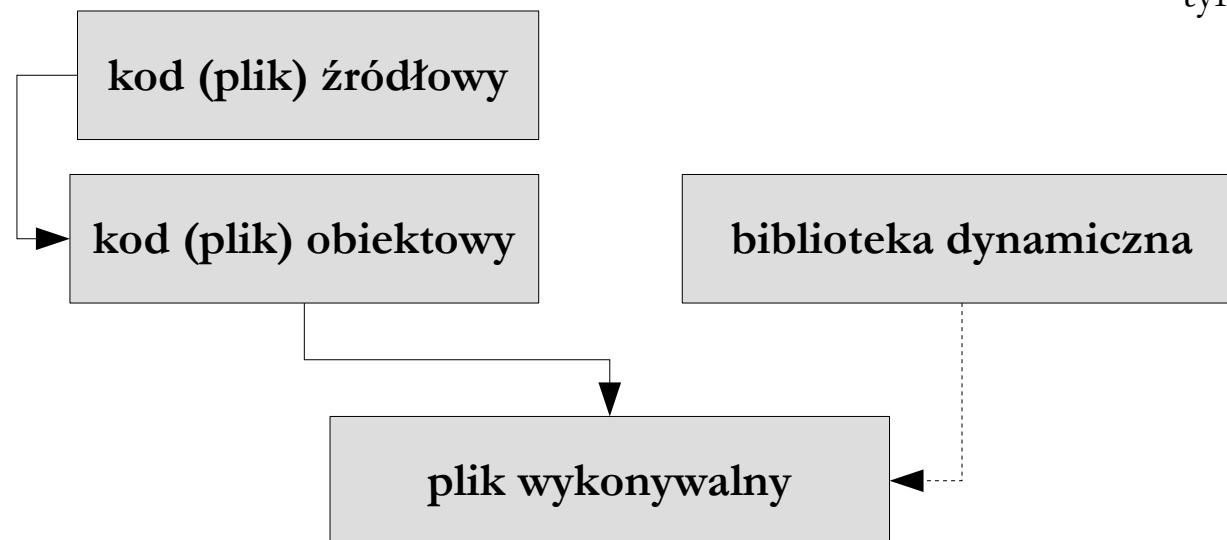 kod (plik) źródłowy
kod (plik) obiektowy
biblioteka dynamiczna
plik wykonywalny